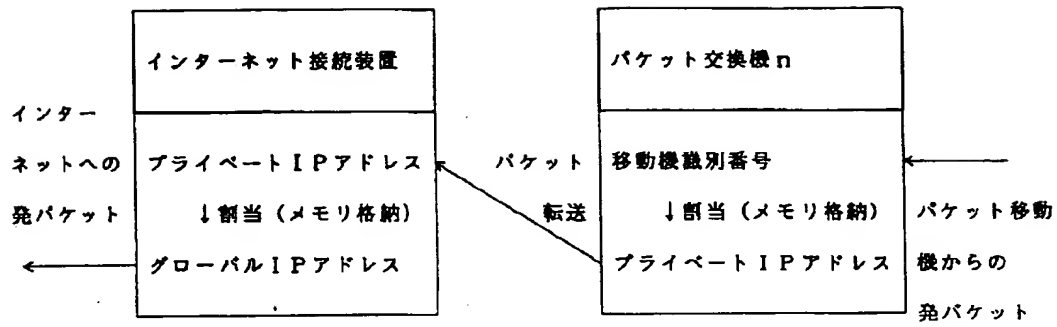 インターネット接続装置
パケット交換機n
インター
ネットへの
発パケット
プライベートIPアドレス
↓割当（メモリ格納）
グローバルIPアドレス
パケット
転送
移動機識別番号
↓割当（メモリ格納）
プライベートIPアドレス
パケット移動
機からの
発パケット